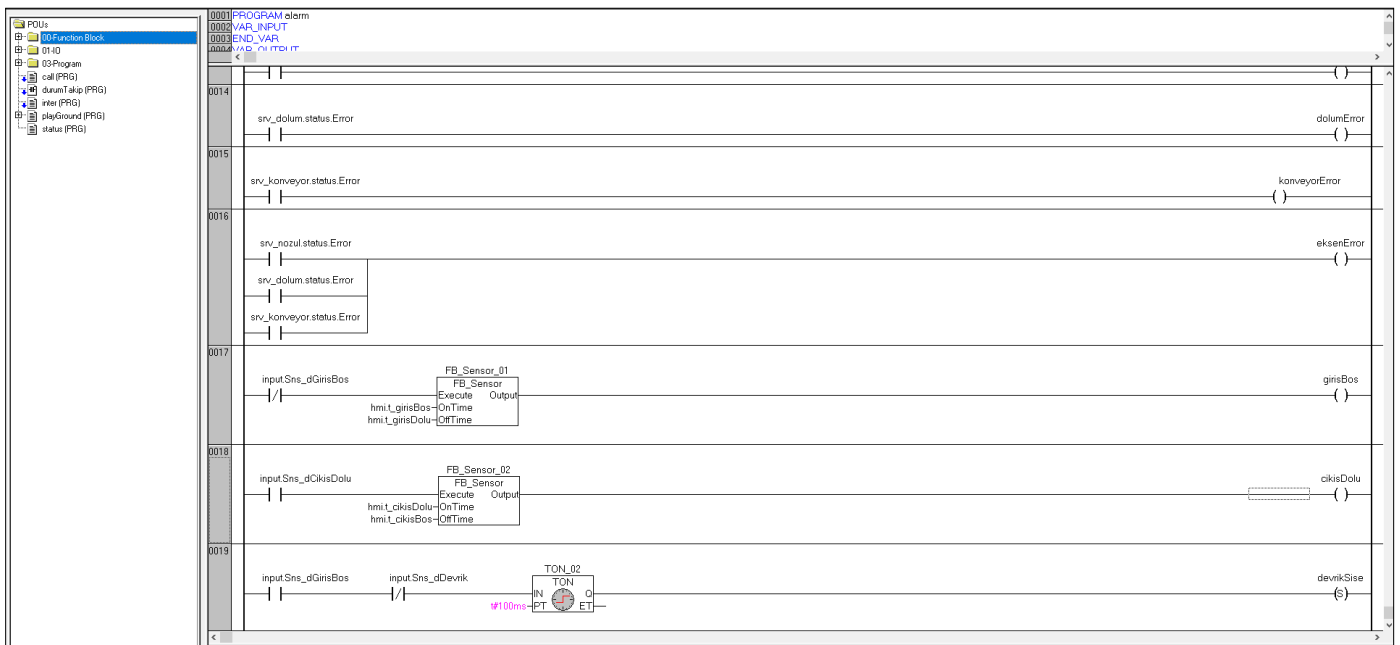 POUs
00-Function Block
01-IO
03-Program
call (PRG)
durumTakip (PRG)
inter (PRG)
playGround (PRG)
status (PRG)
0001 PROGRAM alarm
0002 VAR_INPUT
0003 END_VAR
0004 VAR_OUTPUT
0014
srv_dolum.status.Error dolumError
0015
srv_konveyor.status.Error konveyorError
0016
srv_nozul.status.Error eksenError
srv_dolum.status.Error
srv_konveyor.status.Error
0017
FB_Sensor_01
input.Sns_dGirisBos FB_Sensor girisBos
Execute Output
hmi.t_girisBos OnTime
hmi.t_girisDolu OffTime
0018
FB_Sensor_02
input.Sns_dCikisDolu FB_Sensor cikisDolu
Execute Output
hmi.t_cikisDolu OnTime
hmi.t_cikisBos OffTime
0019
TON_02
input.Sns_dGirisBos input.Sns_dDevrik TON devrikSise
IN Q S
t#100ms PT ET